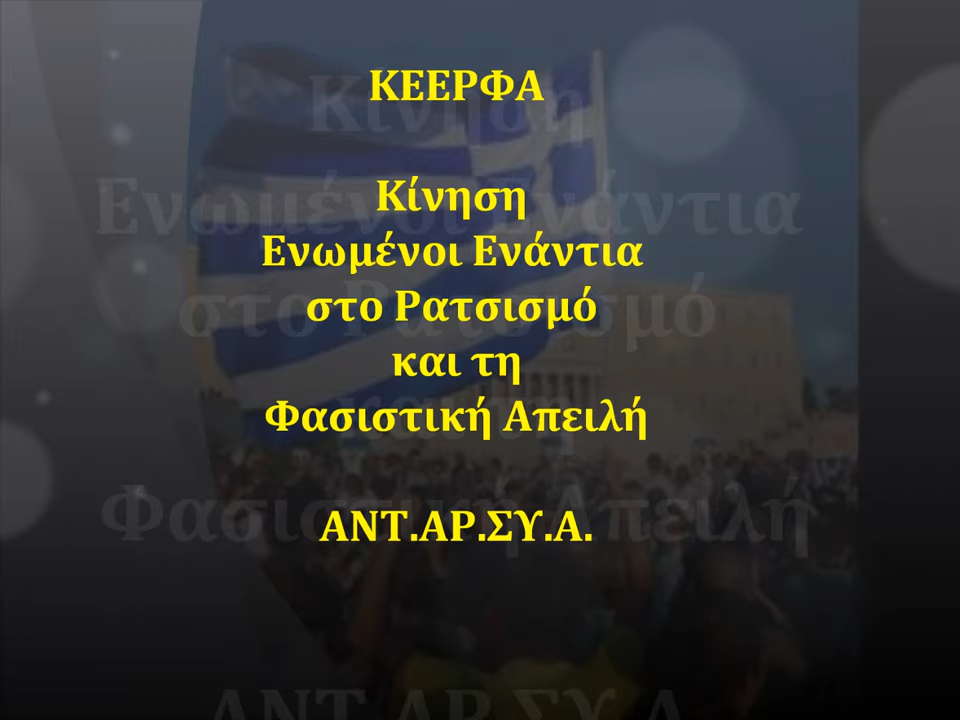 ΚΕΕΡΦΑ
Κίνηση
Ενωμένοι Ενάντια
στο Ρατσισμό
και τη
Φασιστική Απειλή
ΑΝΤ.ΑΡ.ΣΥ.Α.